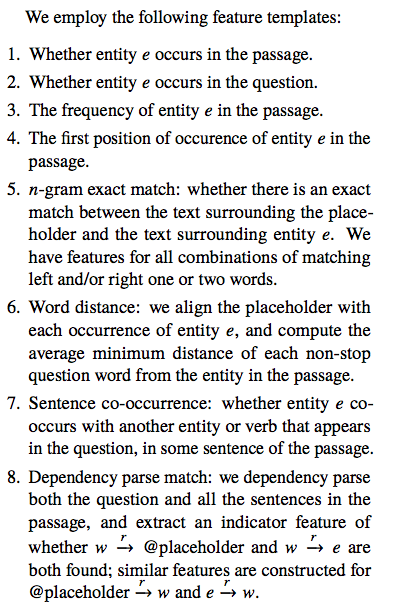 We employ the following feature templates:
1. Whether entity e occurs in the passage.
2. Whether entity e occurs in the question.
3. The frequency of entity e in the passage.
4. The first position of occurence of entity e in the
passage.
5. n-gram exact match: whether there is an exact
match between the text surrounding the place-
holder and the text surrounding entity e. We
have features for all combinations of matching
left and/or right one or two words.
6. Word distance: we align the placeholder with
each occurrence of entity e, and compute the
average minimum distance of each non-stop
question word from the entity in the passage.
7. Sentence co-occurrence: whether entity e co-
occurs with another entity or verb that appears
in the question, in some sentence of the passage.
8. Dependency parse match: we dependency parse
both the question and all the sentences in the
passage, and extract an indicator feature of
whether w r→ @placeholder and w r→ e are
both found; similar features are constructed for
@placeholder r→ w and e r→ w.